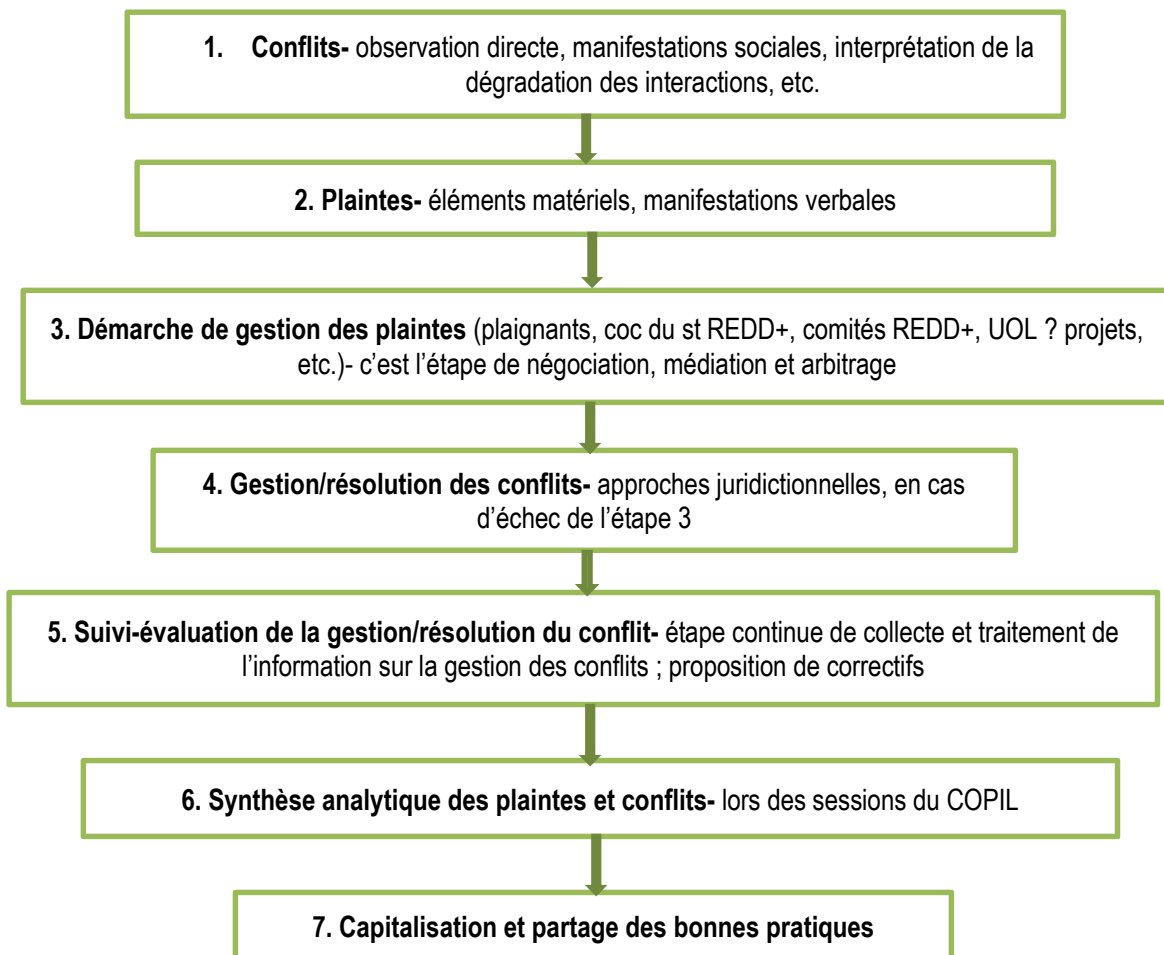 1. Conflits- observation directe, manifestations sociales, interprétation de la
dégradation des interactions, etc.
2. Plaintes- éléments matériels, manifestations verbales
3. Démarche de gestion des plaintes (plaignants, coc du st REDD+, comités REDD+, UOL ? projets,
etc.)- c’est l’étape de négociation, médiation et arbitrage
4. Gestion/résolution des conflits- approches juridictionnelles, en cas
d’échec de l’étape 3
5. Suivi-évaluation de la gestion/résolution du conflit- étape continue de collecte et traitement de
l’information sur la gestion des conflits ; proposition de correctifs
6. Synthèse analytique des plaintes et conflits- lors des sessions du COPIL
7. Capitalisation et partage des bonnes pratiques